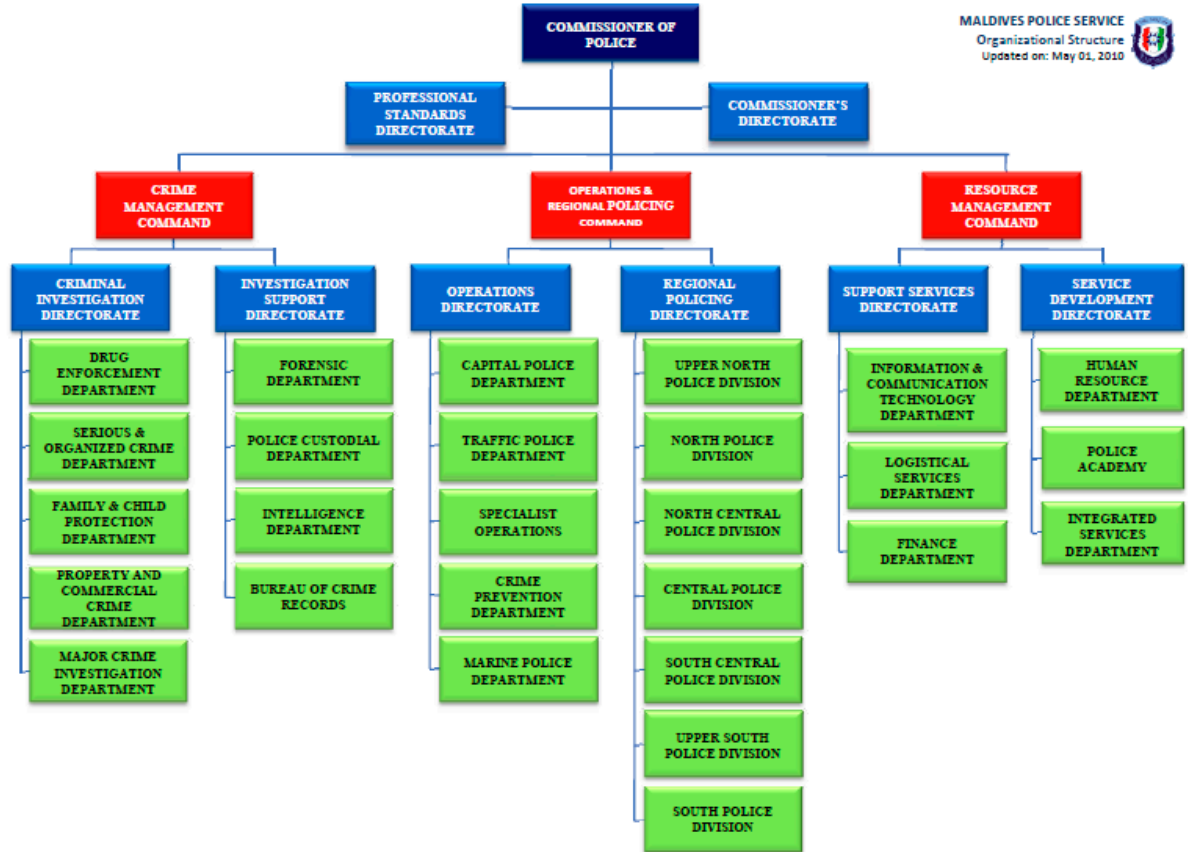 COMMISSIONER OF
POLICE
MALDIVES POLICE SERVICE
Organizational Structure
Updated on: May 01, 2010
PROFESSIONAL
STANDARDS
DIRECTORATE
COMMISSIONER'S
DIRECTORATE
CRIME
MANAGEMENT
COMMAND
OPERATIONS &
REGIONAL POLICING
COMMAND
RESOURCE
MANAGEMENT
COMMAND
CRIMINAL
INVESTIGATION
DIRECTORATE
INVESTIGATION
SUPPORT
DIRECTORATE
OPERATIONS
DIRECTORATE
REGIONAL
POLICING
DIRECTORATE
SUPPORT SERVICES
DIRECTORATE
SERVICE
DEVELOPMENT
DIRECTORATE
DRUG
ENFORCEMENT
DEPARTMENT
SERIOUS &
ORGANIZED CRIME
DEPARTMENT
FAMILY & CHILD
PROTECTION
DEPARTMENT
PROPERTY AND
COMMERCIAL
CRIME
DEPARTMENT
MAJOR CRIME
INVESTIGATION
DEPARTMENT
FORENSIC
DEPARTMENT
POLICE CUSTODIAL
DEPARTMENT
INTELLIGENCE
DEPARTMENT
BUREAU OF CRIME
RECORDS
CAPITAL POLICE
DEPARTMENT
TRAFFIC POLICE
DEPARTMENT
SPECIALIST
OPERATIONS
CRIME
PREVENTION
DEPARTMENT
MARINE POLICE
DEPARTMENT
UPPER NORTH
POLICE DIVISION
NORTH POLICE
DIVISION
NORTH CENTRAL
POLICE DIVISION
CENTRAL POLICE
DIVISION
SOUTH CENTRAL
POLICE DIVISION
UPPER SOUTH
POLICE DIVISION
SOUTH POLICE
DIVISION
INFORMATION &
COMMUNICATION
TECHNOLOGY
DEPARTMENT
LOGISTICAL
SERVICES
DEPARTMENT
FINANCE
DEPARTMENT
HUMAN
RESOURCE
DEPARTMENT
POLICE
ACADEMY
INTEGRATED
SERVICES
DEPARTMENT